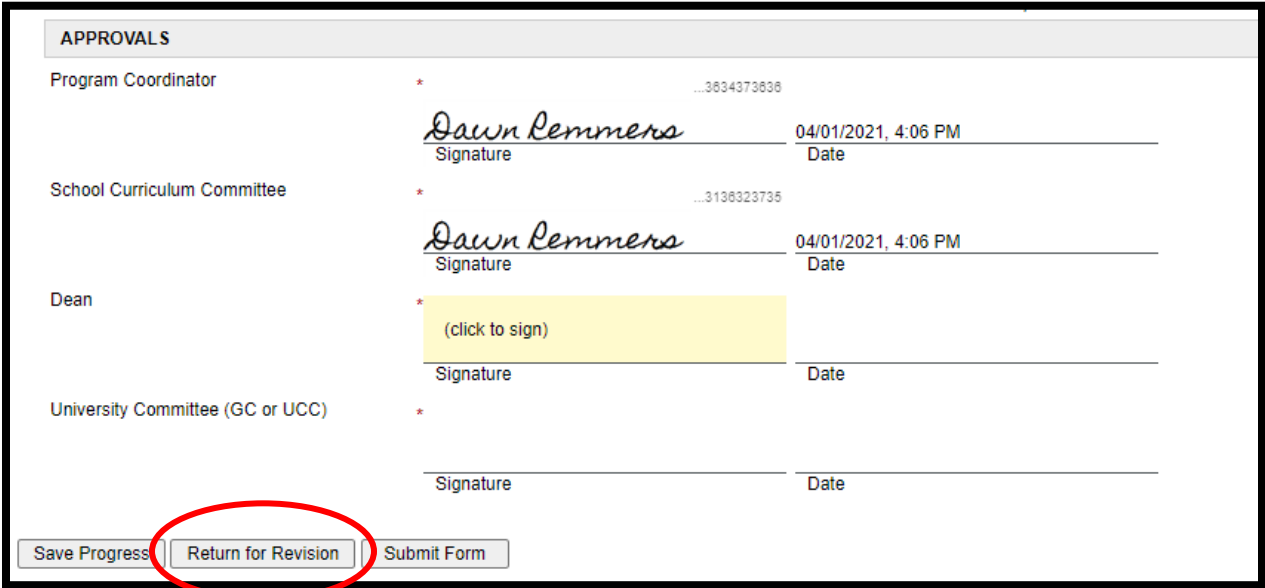 APPROVALS
Program Coordinator * ...3634373636
Dawn Remmers 04/01/2021, 4:06 PM
Signature Date
School Curriculum Committee * ...3136323735
Dawn Remmers 04/01/2021, 4:06 PM
Signature Date
Dean *
(click to sign)
Signature Date
University Committee (GC or UCC) *
Signature Date
Save Progress Return for Revision Submit Form